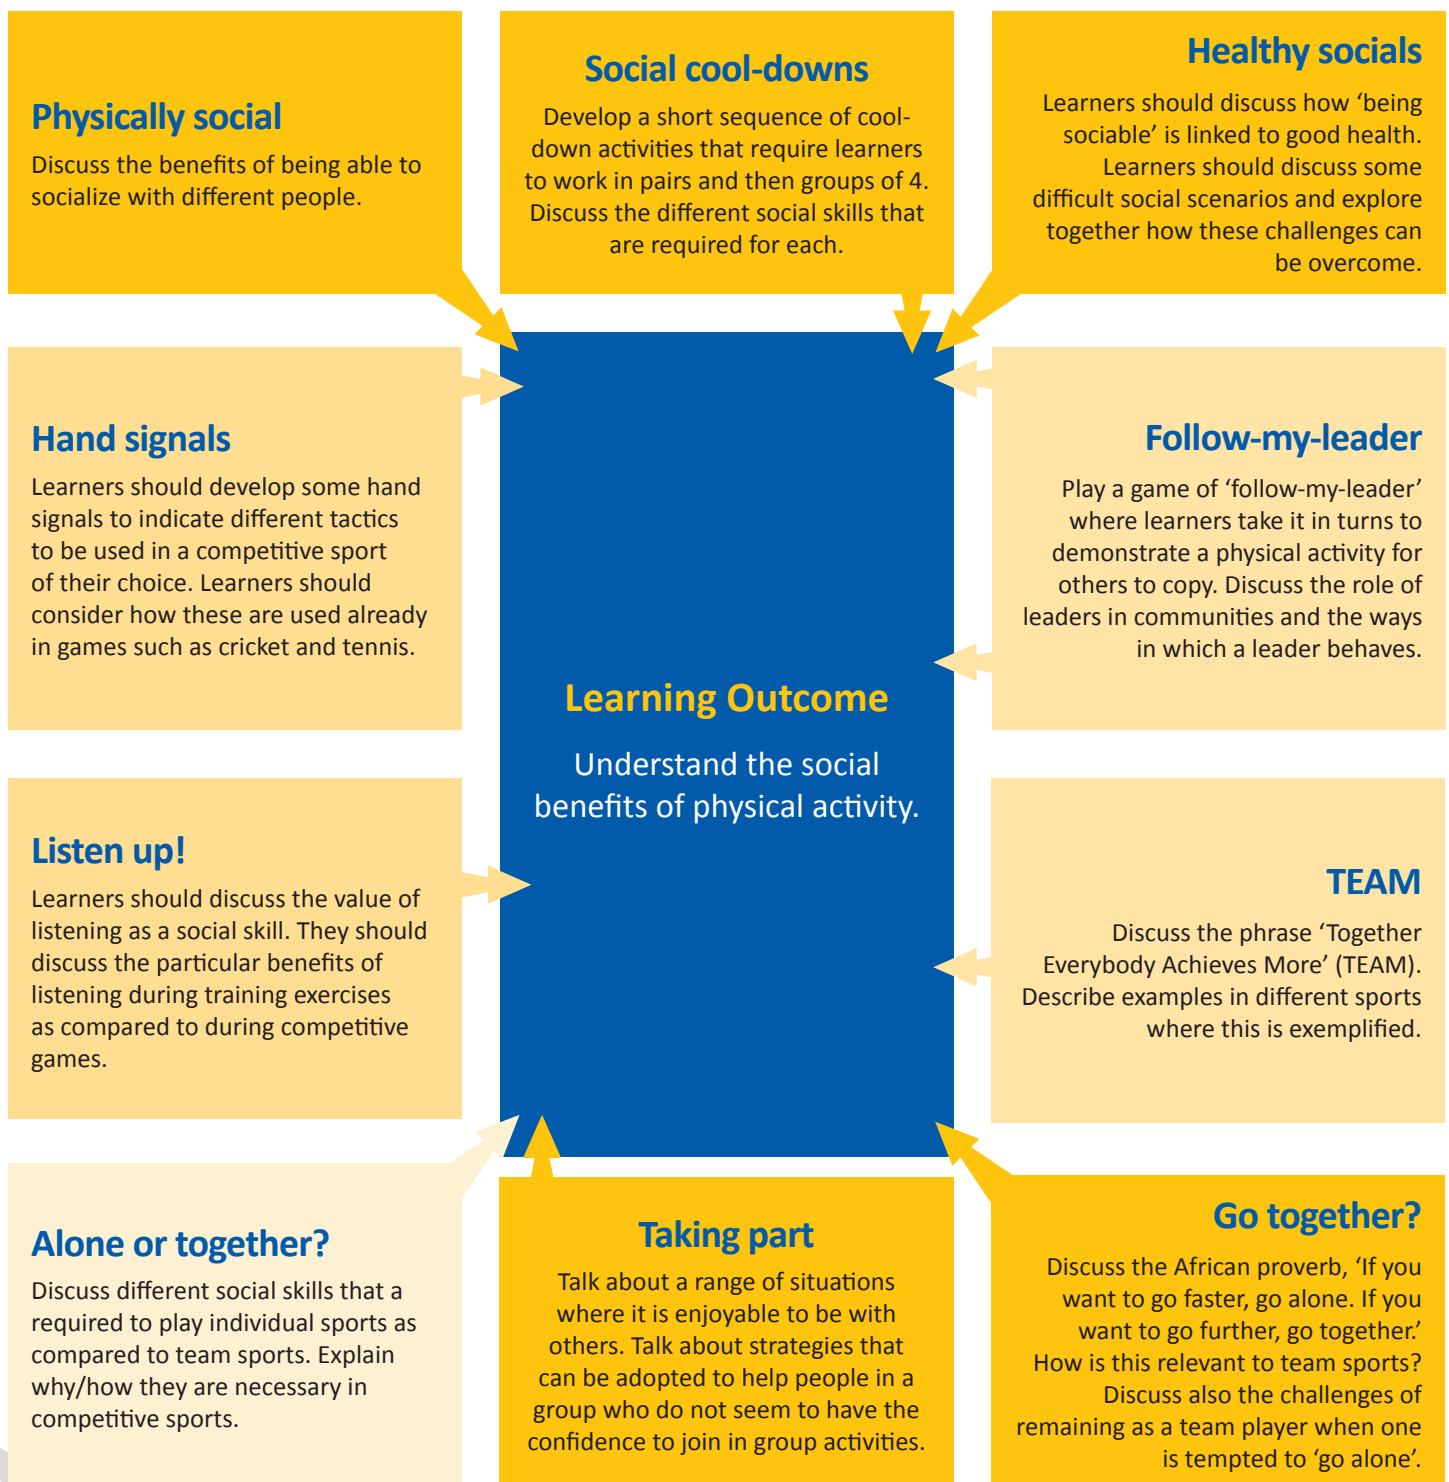 Physically social
Discuss the benefits of being able to
socialize with different people.
Social cool-downs
Develop a short sequence of cool-
down activities that require learners
to work in pairs and then groups of 4.
Discuss the different social skills that
are required for each.
Healthy socials
Learners should discuss how ‘being
sociable’ is linked to good health.
Learners should discuss some
difficult social scenarios and explore
together how these challenges can
be overcome.
Hand signals
Learners should develop some hand
signals to indicate different tactics
to be used in a competitive sport
of their choice. Learners should
consider how these are used already
in games such as cricket and tennis.
Follow-my-leader
Play a game of ‘follow-my-leader’
where learners take it in turns to
demonstrate a physical activity for
others to copy. Discuss the role of
leaders in communities and the ways
in which a leader behaves.
Learning Outcome
Understand the social
benefits of physical activity.
Listen up!
Learners should discuss the value of
listening as a social skill. They should
discuss the particular benefits of
listening during training exercises
as compared to during competitive
games.
TEAM
Discuss the phrase ‘Together
Everybody Achieves More’ (TEAM).
Describe examples in different sports
where this is exemplified.
Alone or together?
Discuss different social skills that a
required to play individual sports as
compared to team sports. Explain
why/how they are necessary in
competitive sports.
Taking part
Talk about a range of situations
where it is enjoyable to be with
others. Talk about strategies that
can be adopted to help people in a
group who do not seem to have the
confidence to join in group activities.
Go together?
Discuss the African proverb, ‘If you
want to go faster, go alone. If you
want to go further, go together.’
How is this relevant to team sports?
Discuss also the challenges of
remaining as a team player when one
is tempted to ‘go alone’.